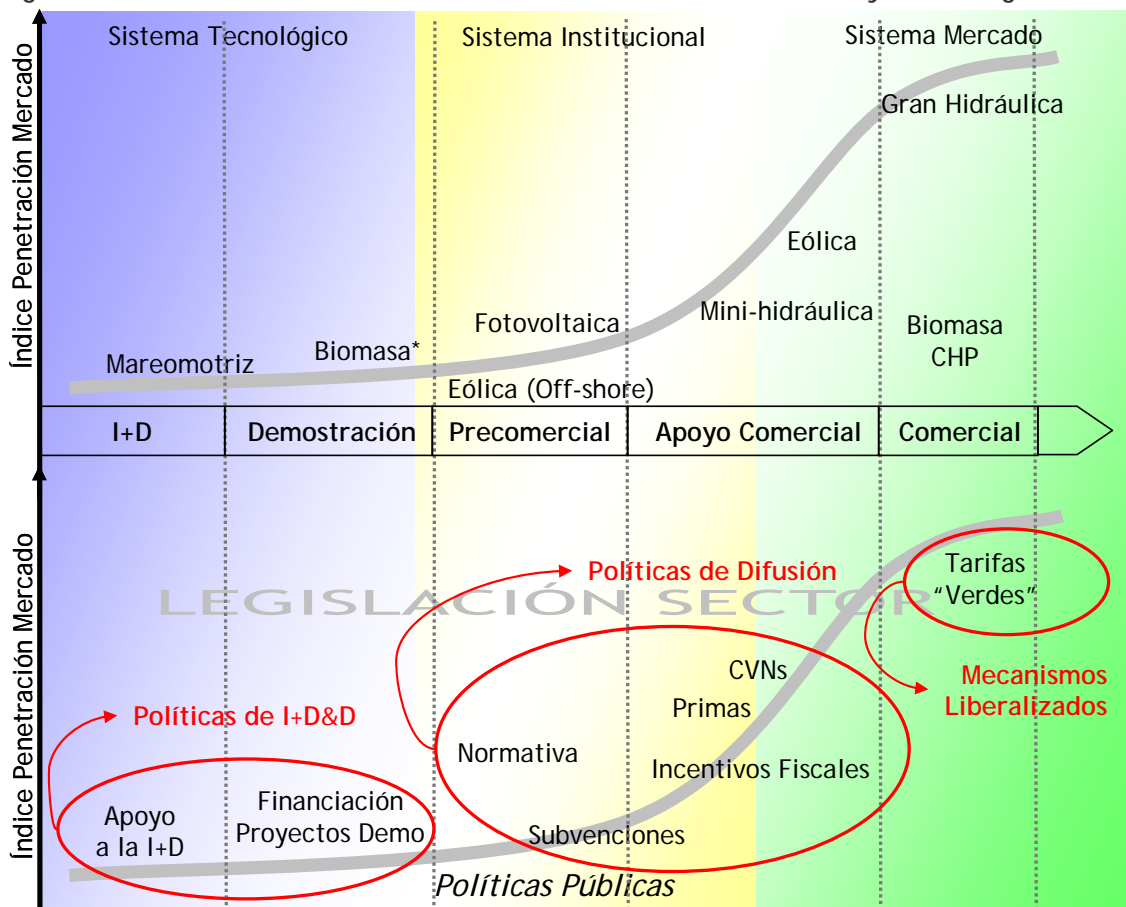 Sistema Tecnológico
Sistema Institucional
Sistema Mercado
Índice Penetración Mercado
Gran Hidráulica
Eólica
Mini-hidráulica
Fotovoltaica
Biomasa
CHP
Biomasa*
Mareomotriz
Eólica (Off-shore)
I+D
Demostración
Precomercial
Apoyo Comercial
Comercial
Índice Penetración Mercado
Tarifas
“Verdes”
Políticas de Difusión
LEGISLACIÓN SECTOR
CVNs
Mecanismos
Liberalizados
Primas
Políticas de I+D&D
Normativa
Incentivos Fiscales
Financiación
Proyectos Demo
Apoyo
a la I+D
Subvenciones
Políticas Públicas